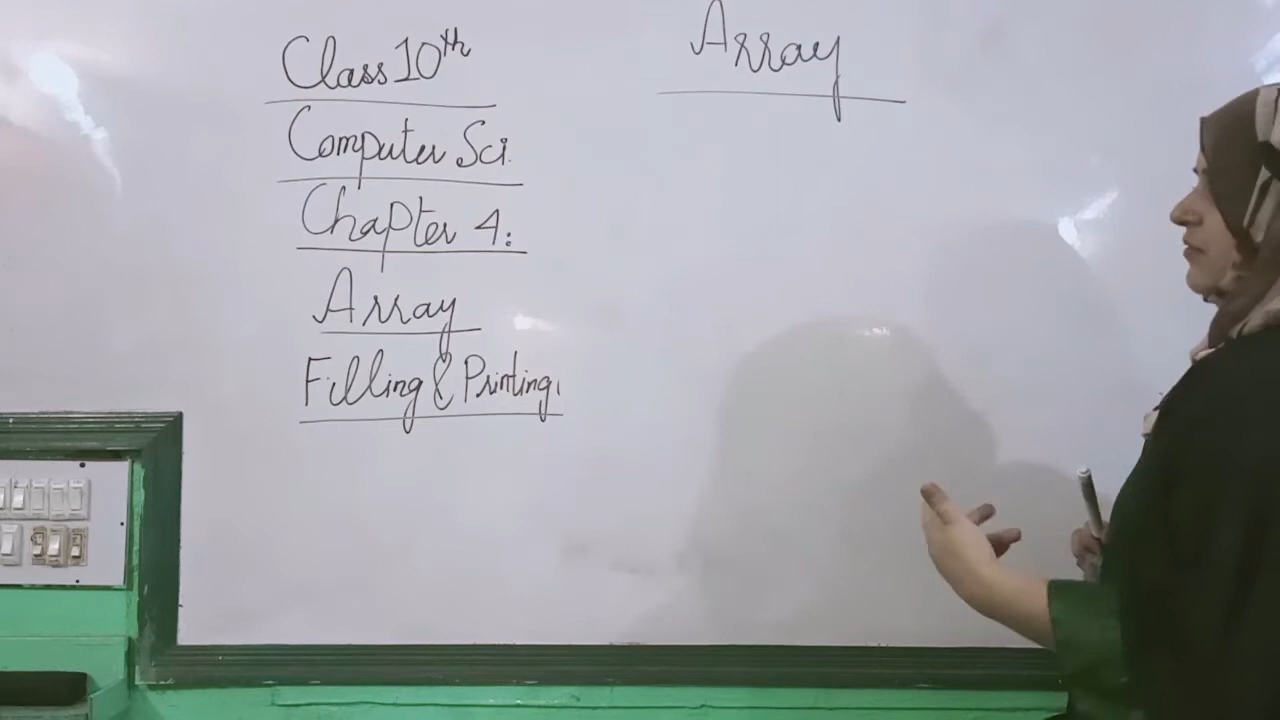 Class 10th
Computer Sci.
Chapter 4:
Array
Filling & Printing.
Array